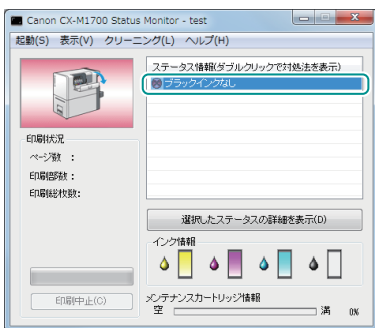 Canon CX-M1700 Status Monitor - test
起動(S) 表示(V) クリーニング(L) ヘルプ(H)
ステータス情報(ダブルクリックで対処法を表示)
ブラックインクなし
印刷状況
ページ数 :
印刷部数 :
印刷総枚数:
選択したステータスの詳細を表示(D)
インク情報
印刷中止(C)
メンテナンスカートリッジ情報
空 満 0%